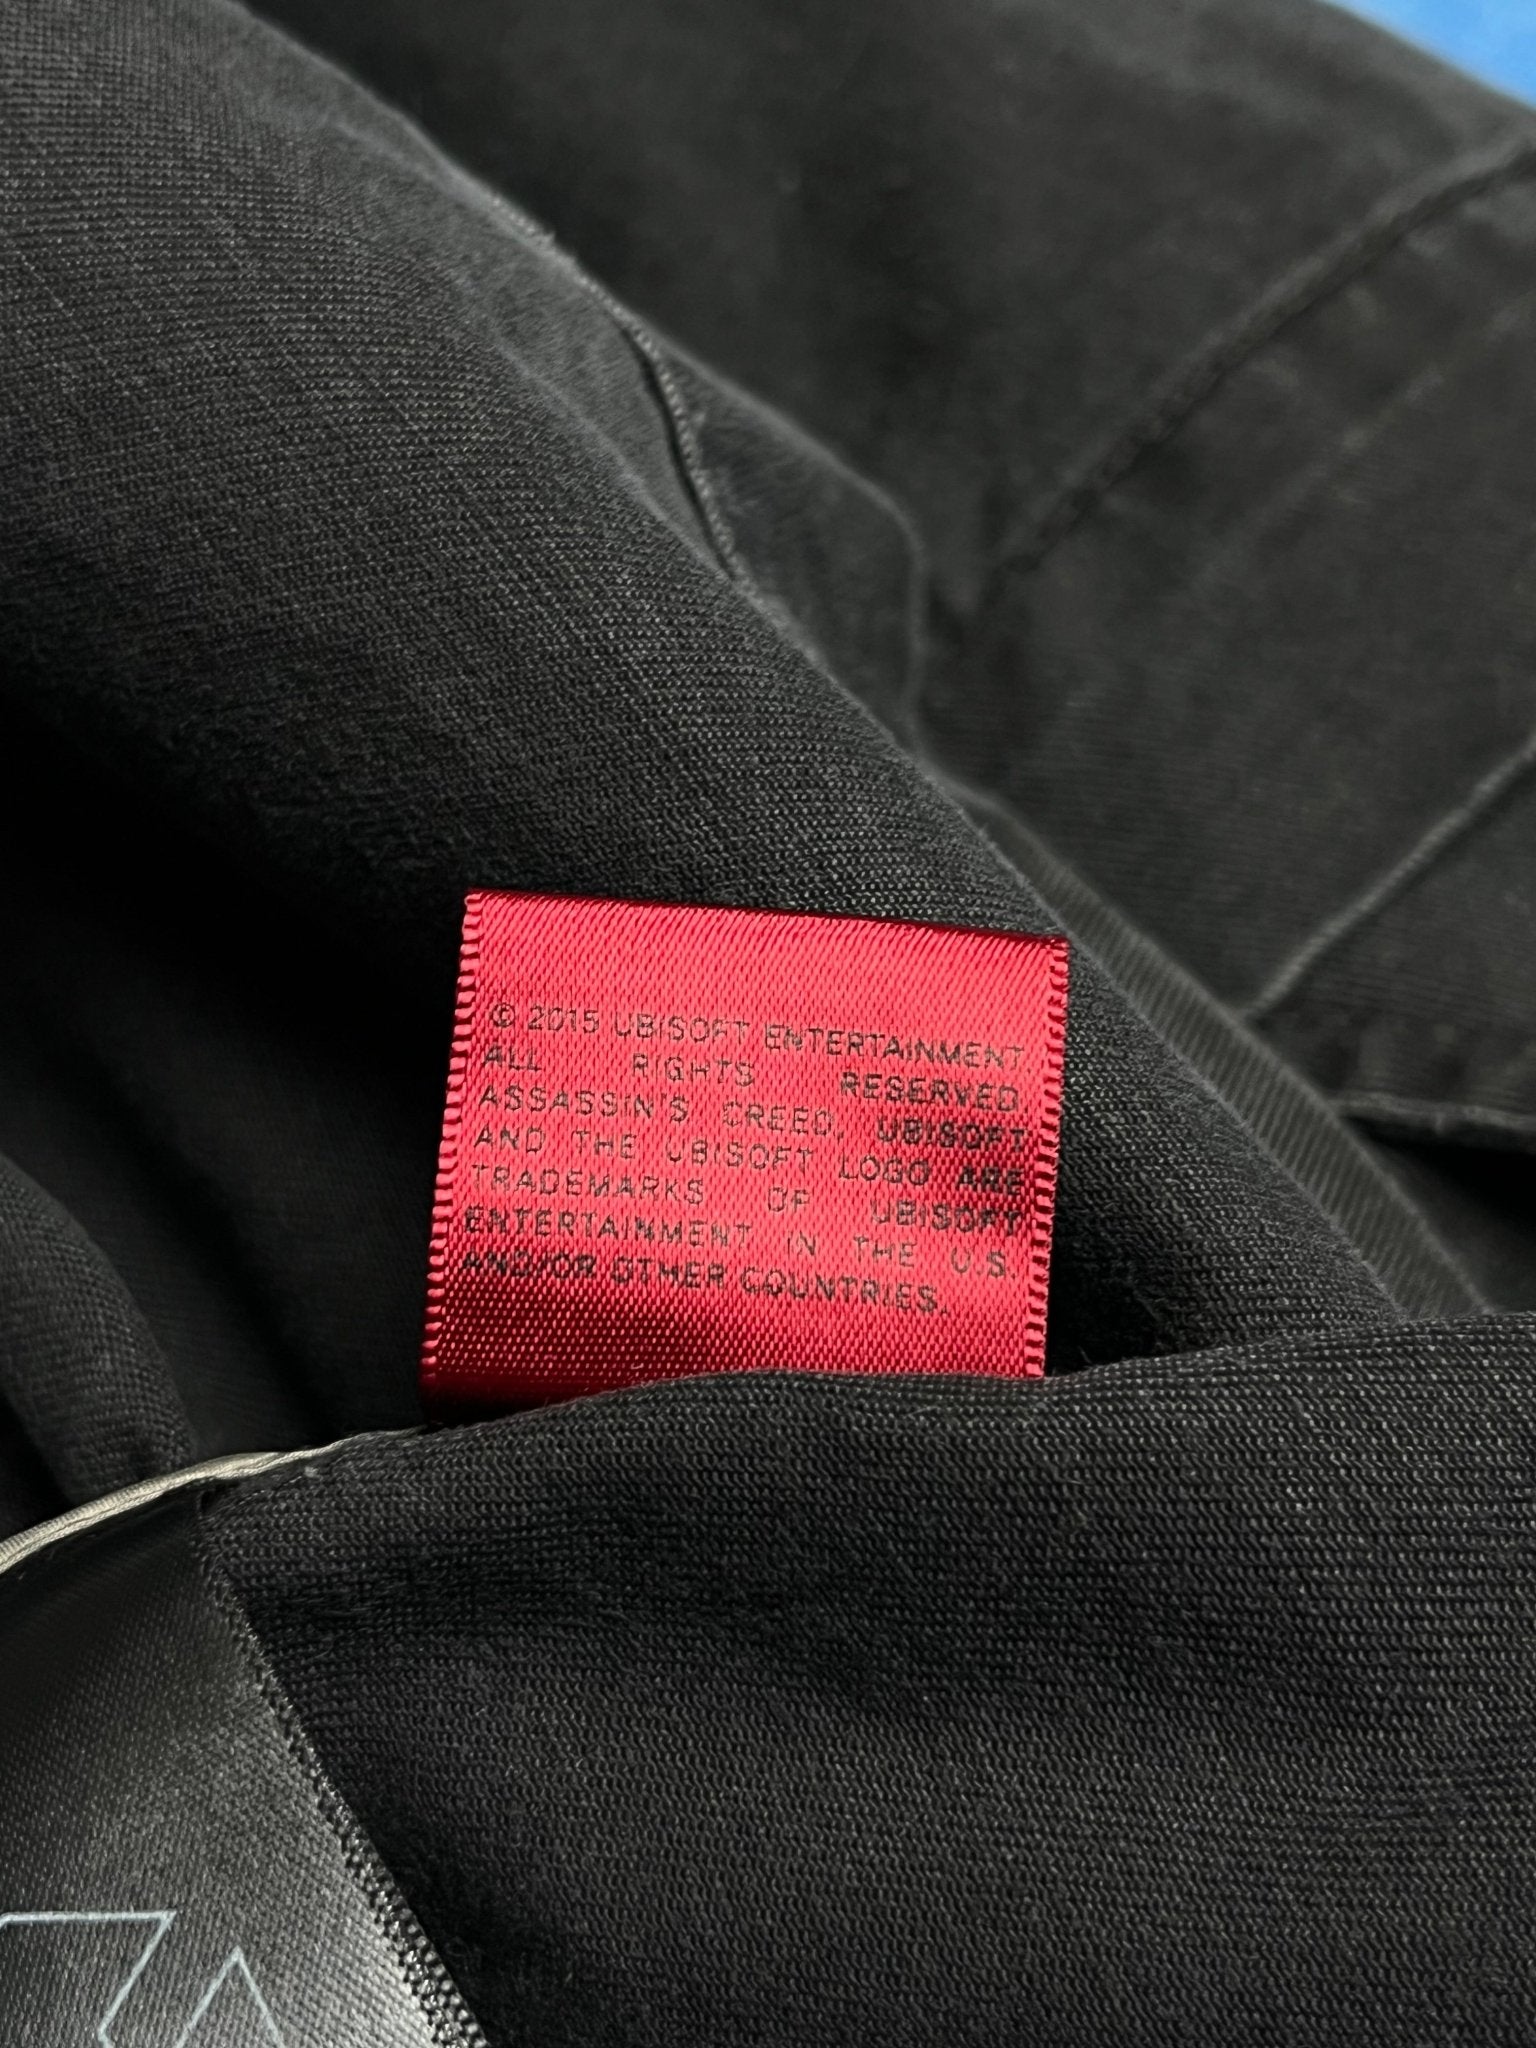 © 2015 UBISOFT ENTERTAINMENT.
ALL RIGHTS RESERVED.
ASSASSIN'S CREED, UBISOFT
AND THE UBISOFT LOGO ARE
TRADEMARKS OF UBISOFT
ENTERTAINMENT IN THE U.S.
AND/OR OTHER COUNTRIES.